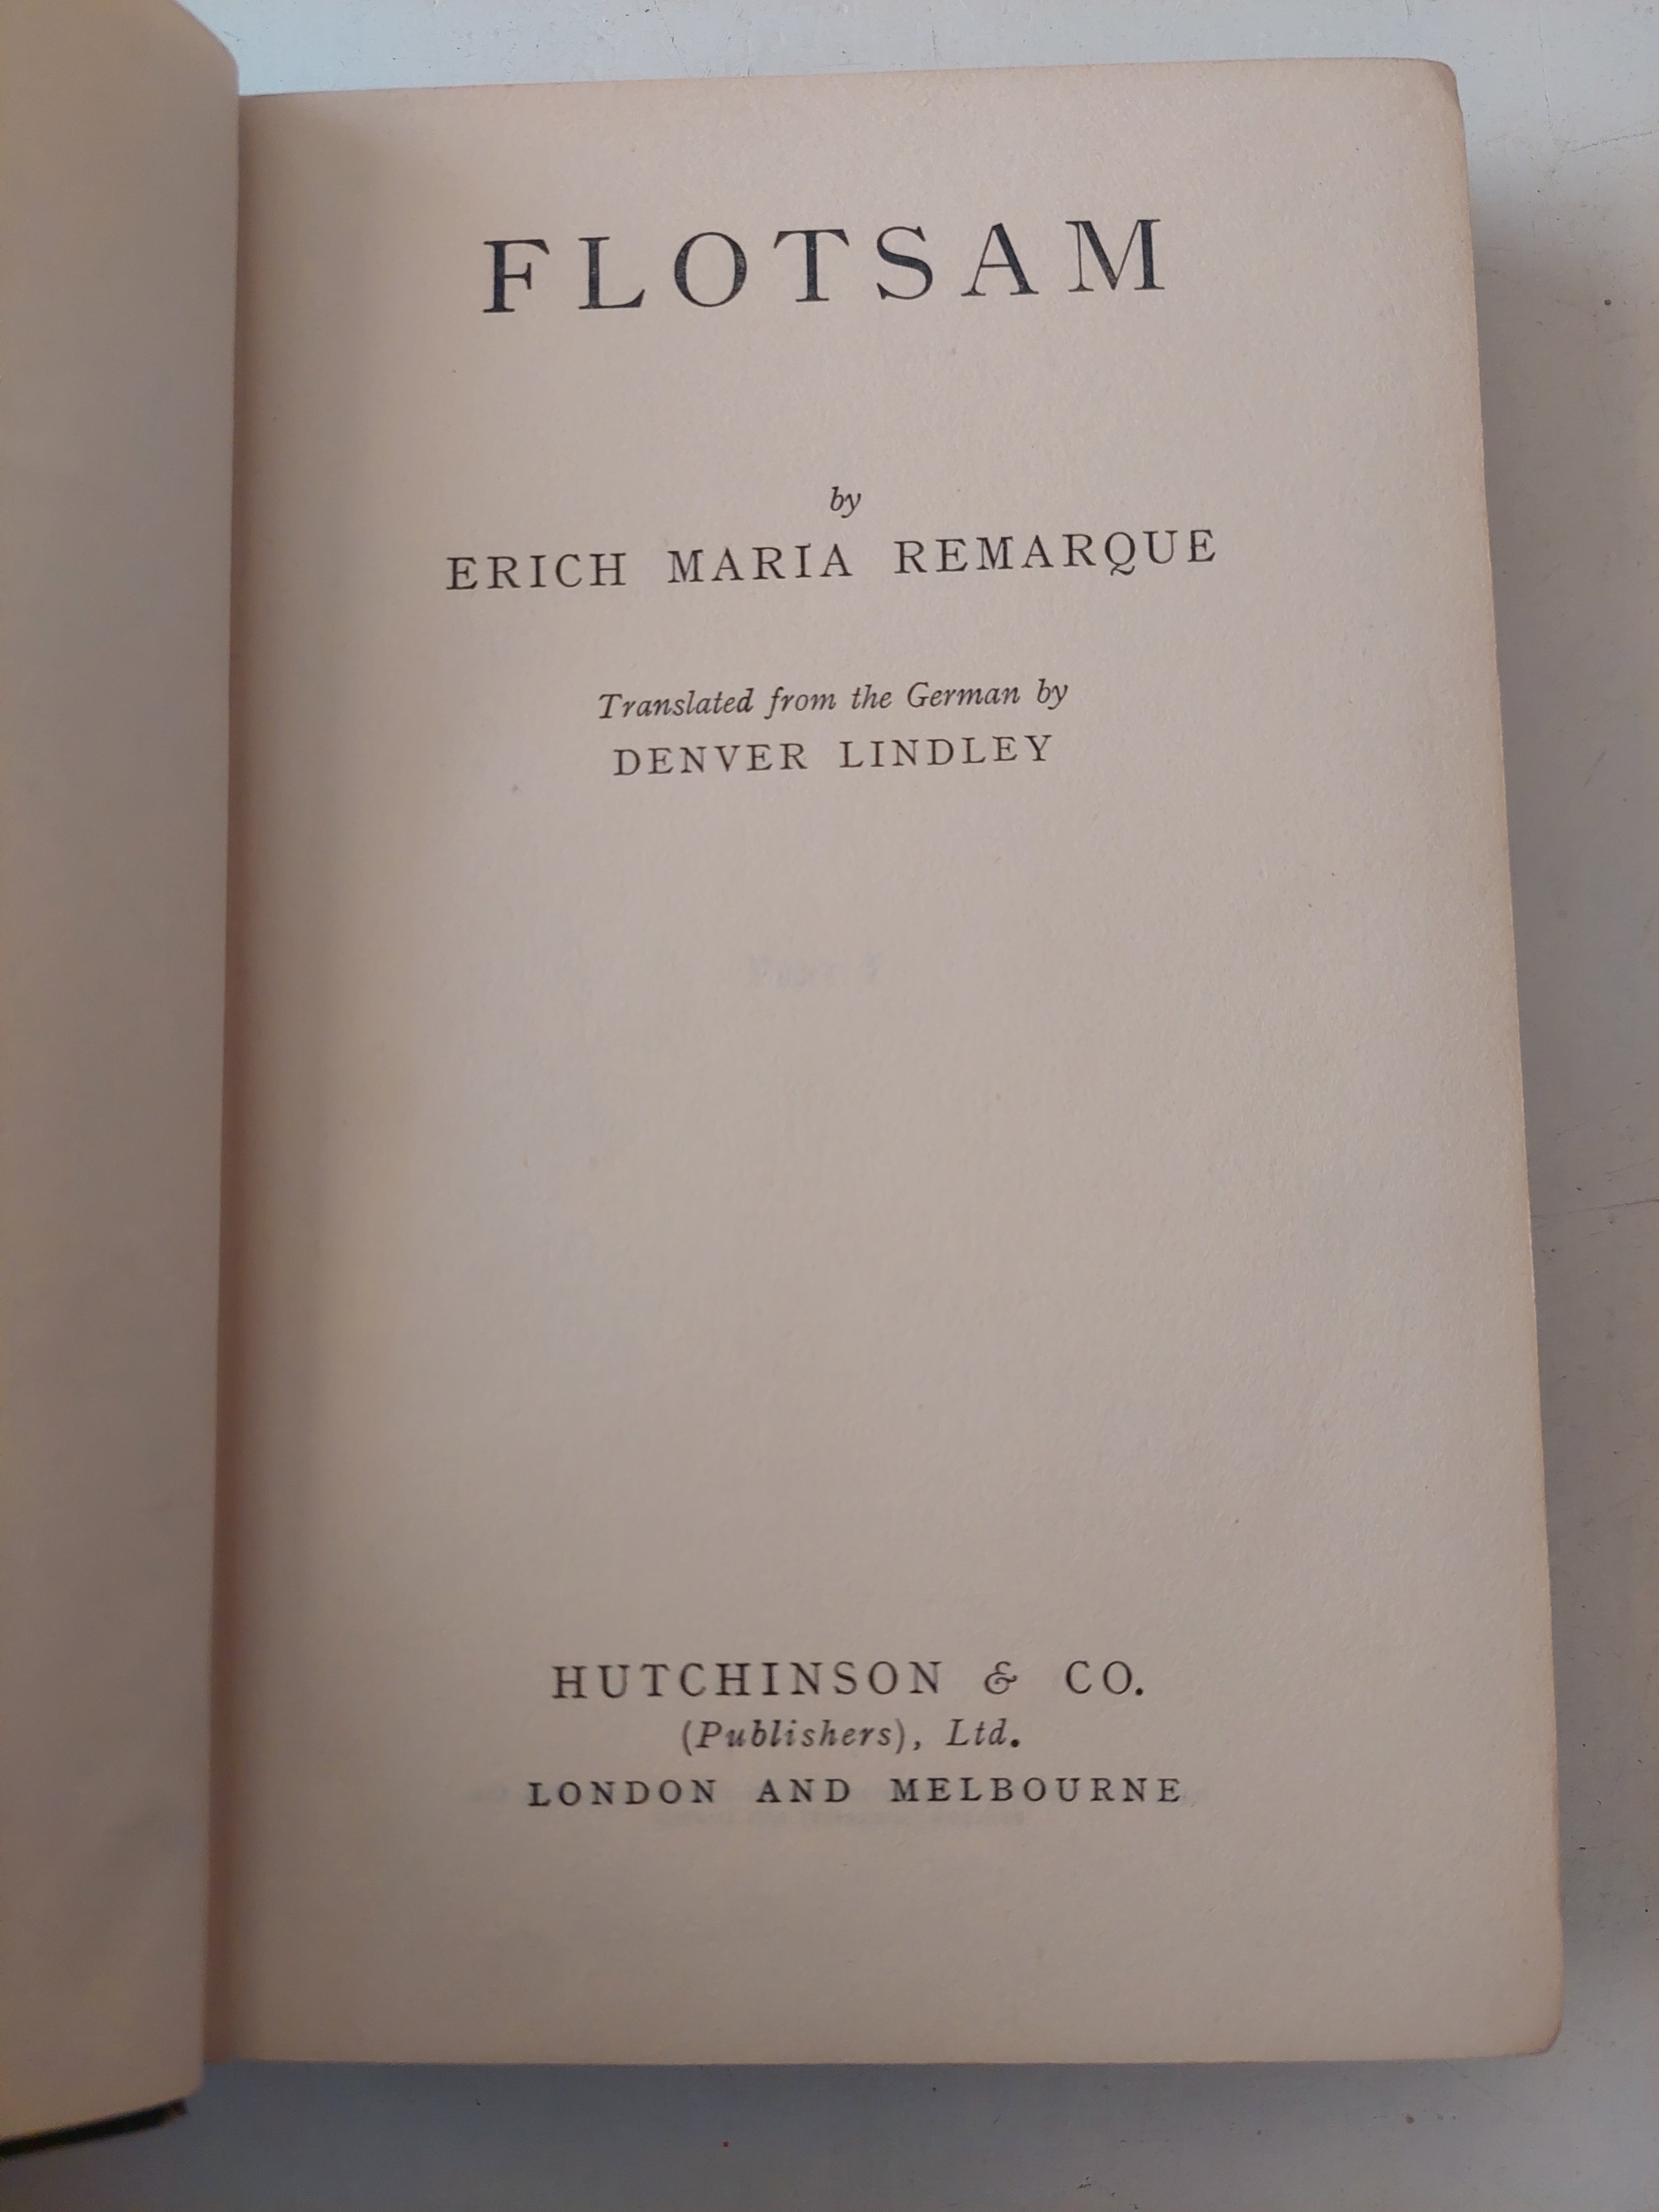 FLOTSAM
by
ERICH MARIA REMARQUE
Translated from the German by
DENVER LINDLEY
HUTCHINSON & CO.
(Publishers), Ltd.
LONDON AND MELBOURNE